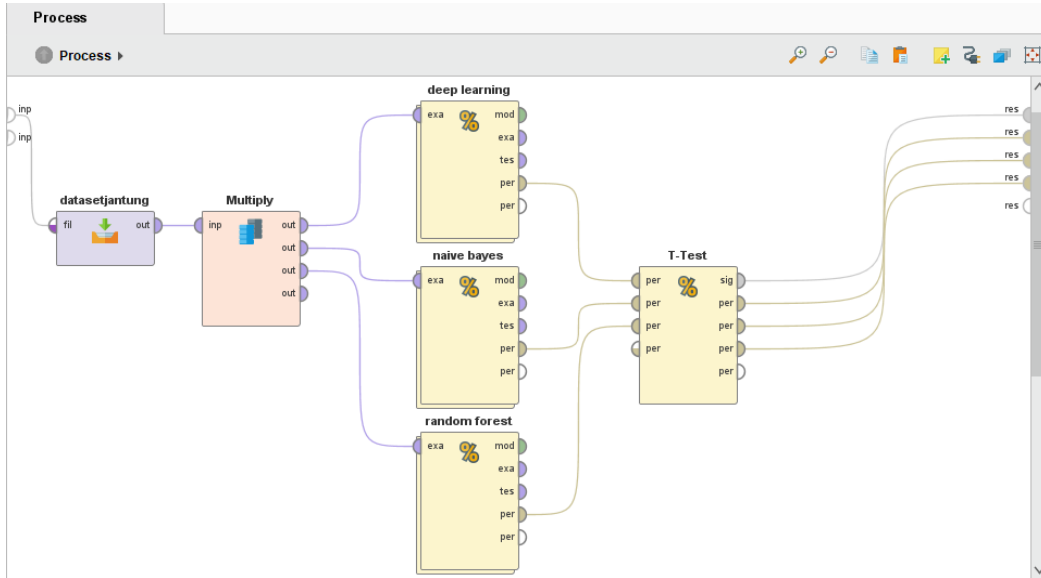 Process
Process
inp
inp
datasetjantung
fil out
Multiply
inp out
out
out
out
deep learning
exa mod
exa
tes
per
per
naive bayes
exa mod
exa
tes
per
per
random forest
exa mod
exa
tes
per
per
T-Test
per sig
per per
per per
per per
per
res
res
res
res
res